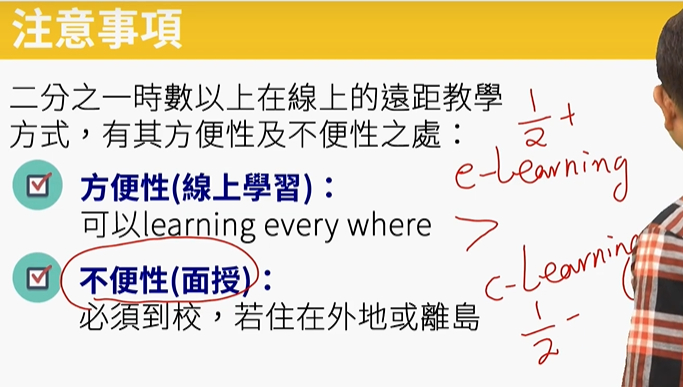 注意事項
二分之一時數以上在線上的遠距教學
方式，有其方便性及不便性之處：
方便性(線上學習)：
可以learning every where
不便性(面授)：
必須到校，若住在外地或離島
1/2 +
e-Learning
>
c-Learning
1/2 -